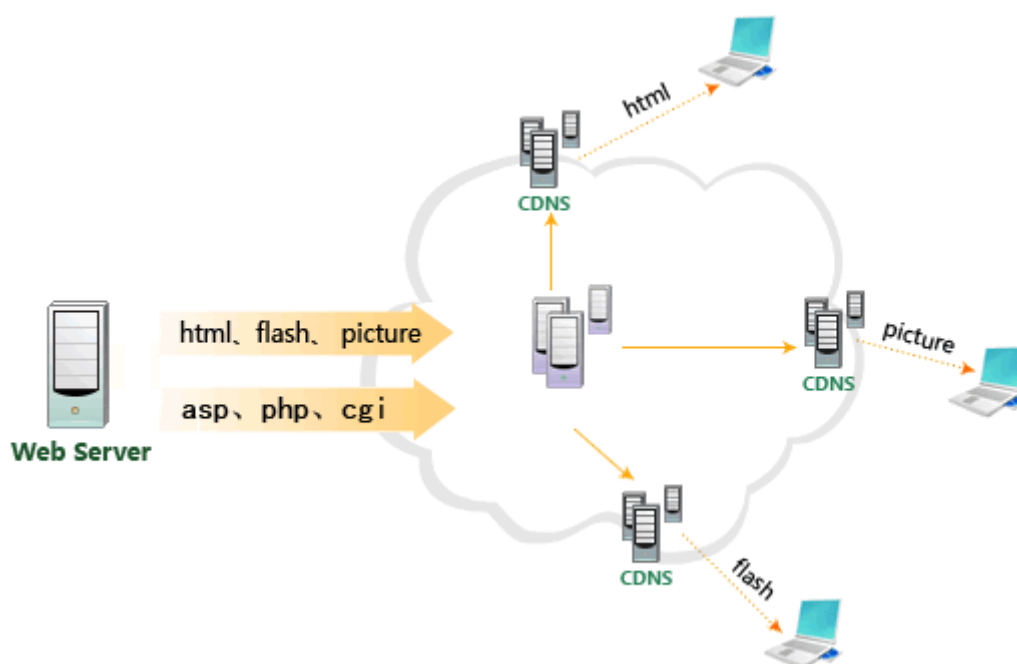 html
CDNS
html、flash、 picture
picture
CDNS
asp、php、cgi
Web Server
CDNS
flash